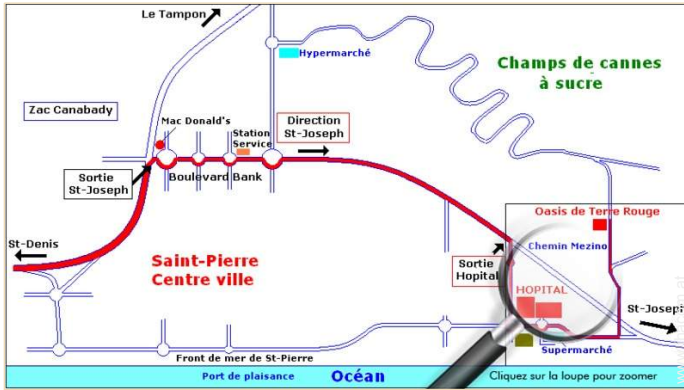 Le Tampon
Hypermarché
Champs de cannes
à sucre
Zac Canabady
Mac Donald's
Station
Service
Direction
St-Joseph
Sortie
St-Joseph
Boulevard Bank
St-Denis
Saint-Pierre
Centre ville
Oasis de Terre Rouge
Chemin Mezino
Sortie
Hopital
HOPITAL
St-Joseph
Supermarché
Front de mer de St-Pierre
Port de plaisance
Océan
Cliquez sur la loupe pour zoomer